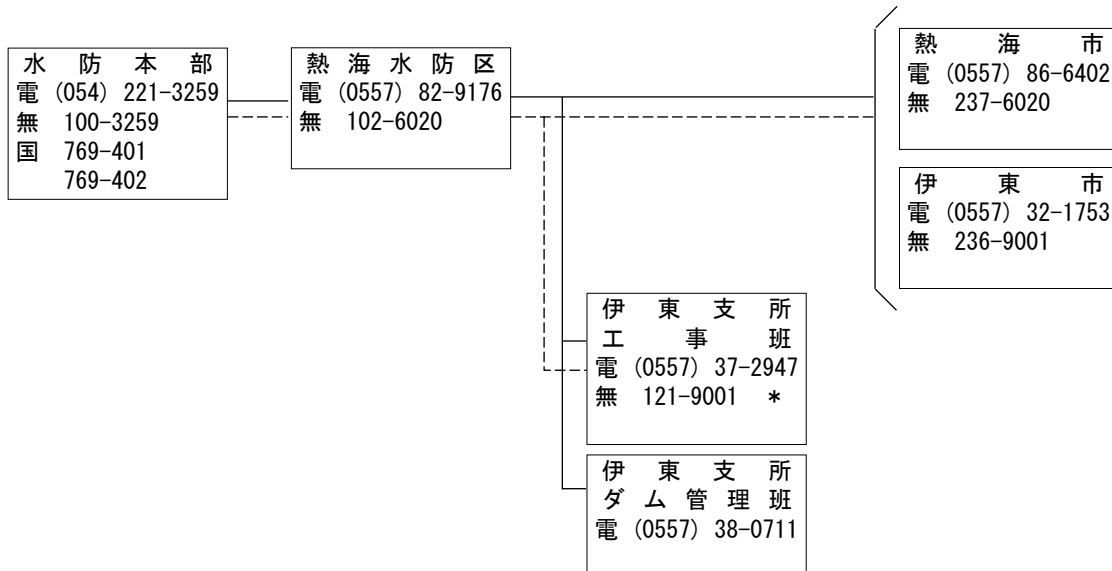 水防本部
電 (054) 221-3259
無 100-3259
国 769-401
769-402
熱海水防区
電 (0557) 82-9176
無 102-6020
熱海市
電 (0557) 86-6402
無 237-6020
伊東市
電 (0557) 32-1753
無 236-9001
伊東支所
工事班
電 (0557) 37-2947
無 121-9001 *
伊東支所
ダム管理班
電 (0557) 38-0711